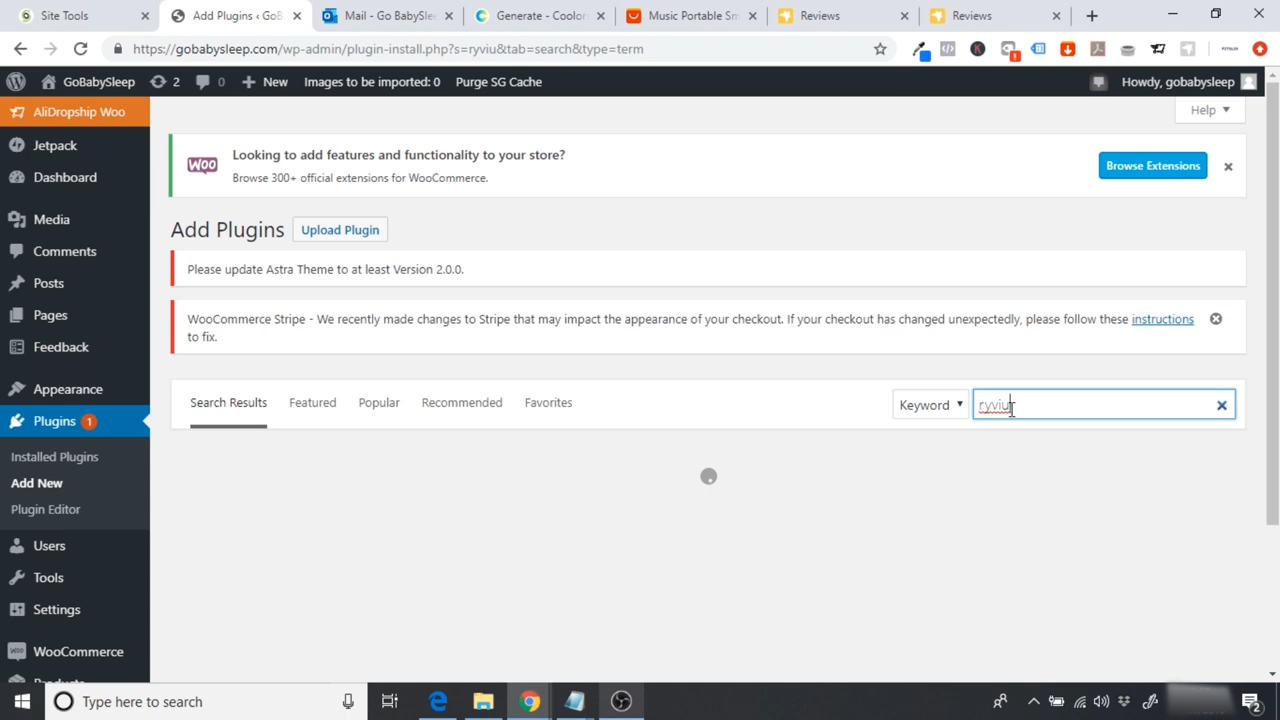 Site Tools
Add Plugins ‹ GoB
Mail - Go BabySlee
Generate - Coolor
Music Portable Sm
Reviews
Reviews
https://gobabysleep.com/wp-admin/plugin-install.php?s=ryviu&tab=search&type=term
GoBabySleep
2
0
New
Images to be imported: 0
Purge SG Cache
Howdy, gobabysleep
AliDropship Woo
Jetpack
Dashboard
Media
Comments
Posts
Pages
Feedback
Appearance
Plugins 1
Installed Plugins
Add New
Plugin Editor
Users
Tools
Settings
WooCommerce
Help
WOO
Looking to add features and functionality to your store?
Browse 300+ official extensions for WooCommerce.
Browse Extensions
Add Plugins
Upload Plugin
Please update Astra Theme to at least Version 2.0.0.
WooCommerce Stripe - We recently made changes to Stripe that may impact the appearance of your checkout. If your checkout has changed unexpectedly, please follow these instructions
to fix.
Search Results
Featured
Popular
Recommended
Favorites
Keyword
ryviu
Type here to search
2